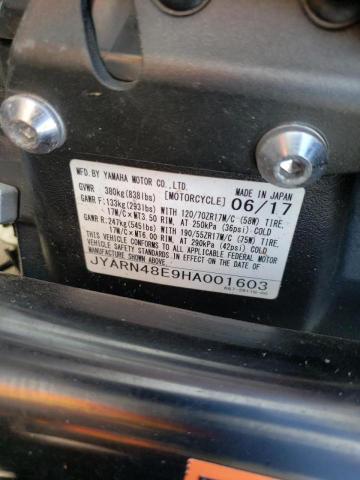 MFD.BY YAMAHA MOTOR CO.,LTD. MADE IN JAPAN
GVWR 380kg(838lbs) [MOTORCYCLE] 06/17
GAWR F:133kg(293lbs)WITH 120/70ZR17M/C (58W) TIRE,
17M/C×MT3.50 RIM, AT 250kPa (36psi) COLD
GAWR R:247kg(545lbs)WITH 190/55ZR17M/C (75W) TIRE,
17M/C×MT6.00 RIM, AT 290kPa (42psi) COLD
THIS VEHICLE CONFORMS TO ALL APPLICABLE FEDERAL MOTOR
VEHICLE SAFETY STANDARDS IN EFFECT ON THE DATE OF
MANUFACTURE SHOWN ABOVE.
JYARN48E9HA001603